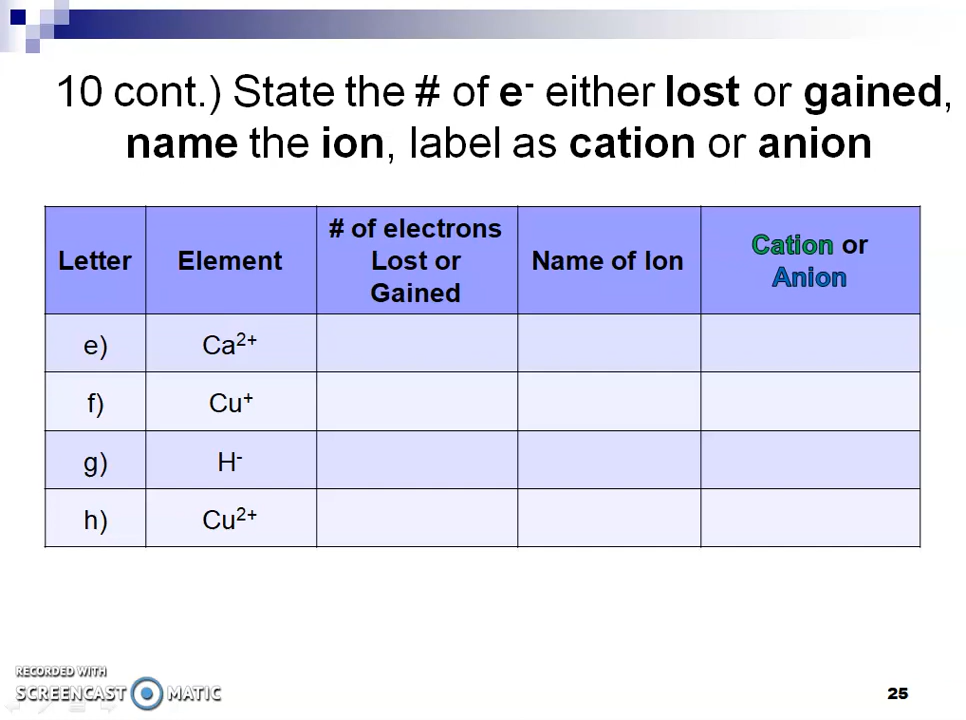 10 cont.) State the # of e⁻ either lost or gained,
name the ion, label as cation or anion
Letter
Element
# of electrons
Lost or
Gained
Name of Ion
Cation or
Anion
e)
Ca²⁺
f)
Cu⁺
g)
H⁻
h)
Cu²⁺
RECORDED WITH
SCREENCAST MATIC
25